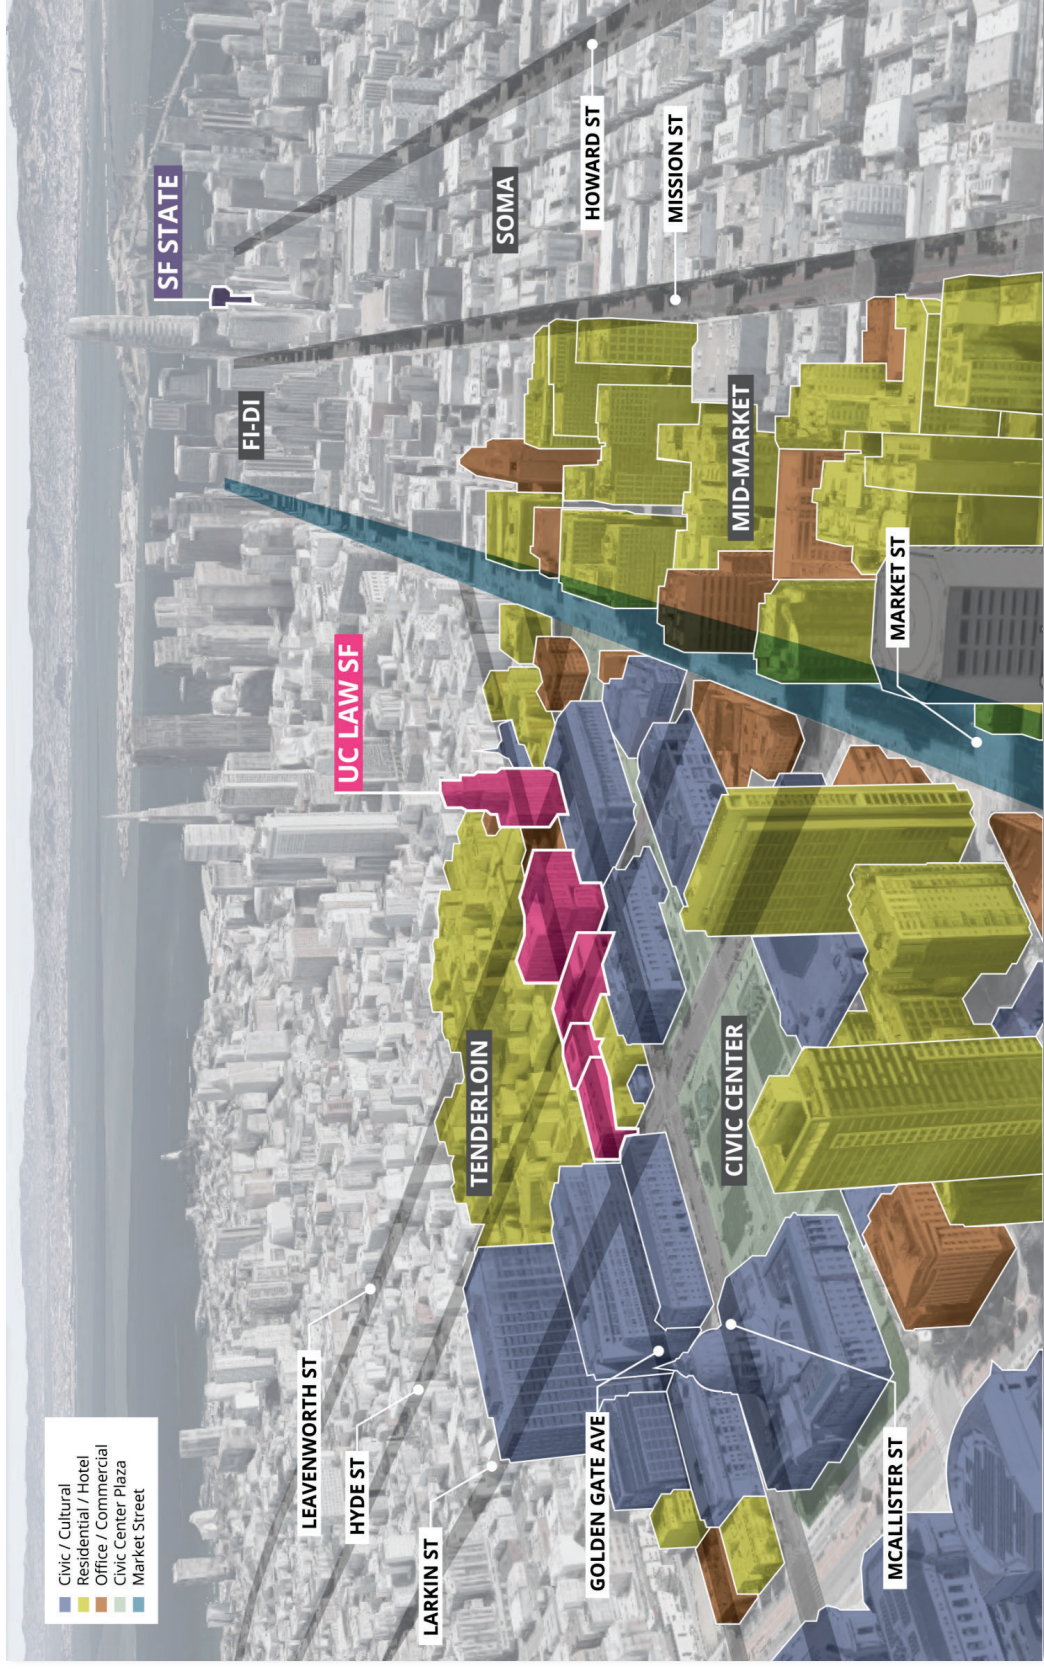 Civic / Cultural
Residential / Hotel
Office / Commercial
Civic Center Plaza
Market Street
SF STATE
FI-DI
UC LAW SF
SOMA
HOWARD ST
MISSION ST
LEAVENWORTH ST
HYDE ST
LARKIN ST
TENDERLOIN
MID-MARKET
GOLDEN GATE AVE
CIVIC CENTER
MARKET ST
MCALLISTER ST